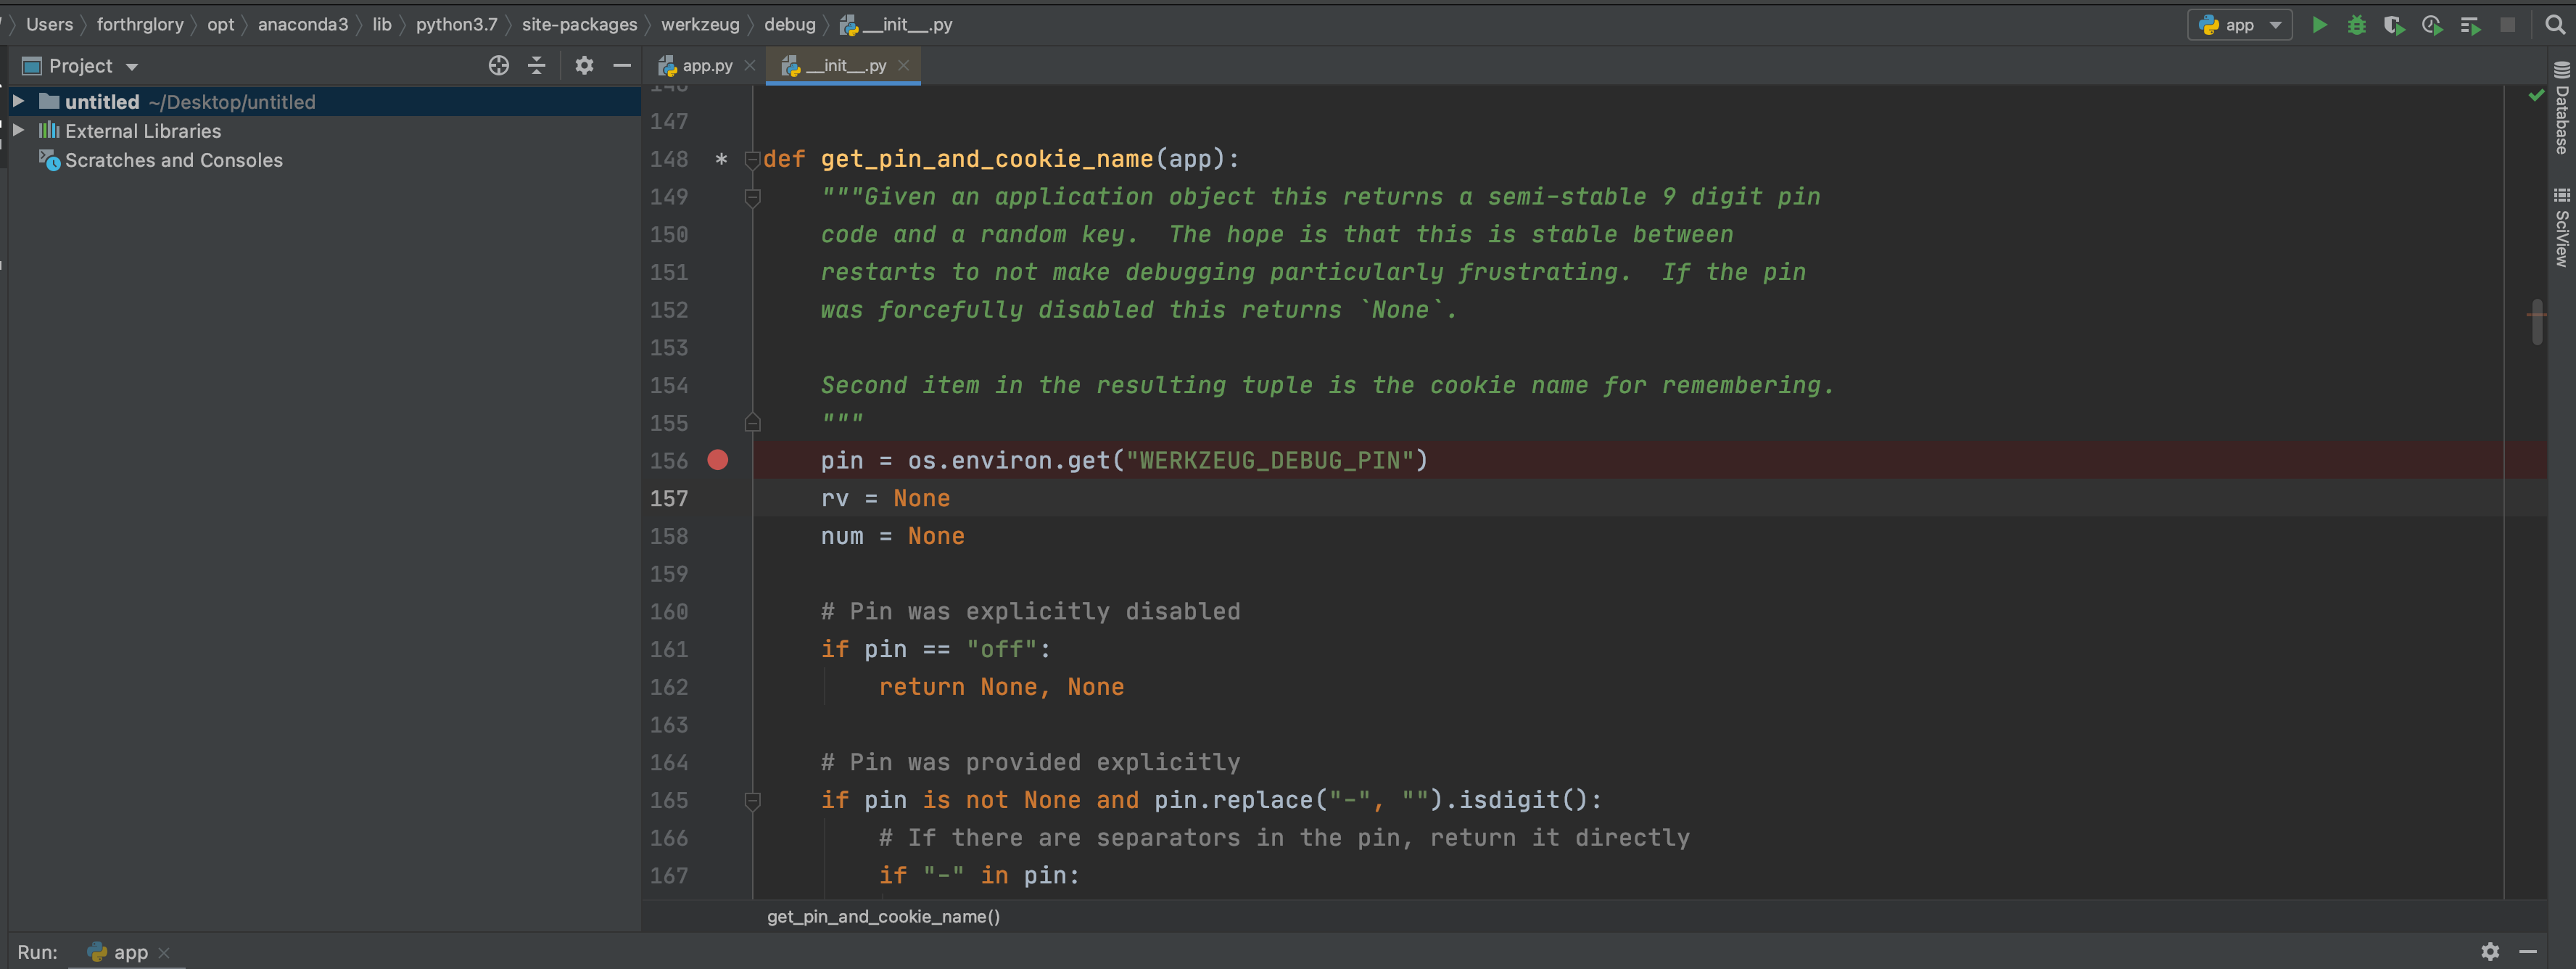 Users forthrglory opt anaconda3 lib python3.7 site-packages werkzeug debug __init__.py
app
Project
app.py
__init__.py
untitled ~/Desktop/untitled
External Libraries
Scratches and Consoles
147
148 * def get_pin_and_cookie_name(app):
149 """Given an application object this returns a semi-stable 9 digit pin
150 code and a random key.  The hope is that this is stable between
151 restarts to not make debugging particularly frustrating.  If the pin
152 was forcefully disabled this returns `None`.
153
154 Second item in the resulting tuple is the cookie name for remembering.
155 """
156 pin = os.environ.get("WERKZEUG_DEBUG_PIN")
157 rv = None
158 num = None
159
160 # Pin was explicitly disabled
161 if pin == "off":
162 return None, None
163
164 # Pin was provided explicitly
165 if pin is not None and pin.replace("-", "").isdigit():
166 # If there are separators in the pin, return it directly
167 if "-" in pin:
get_pin_and_cookie_name()
Database
SciView
Run: app